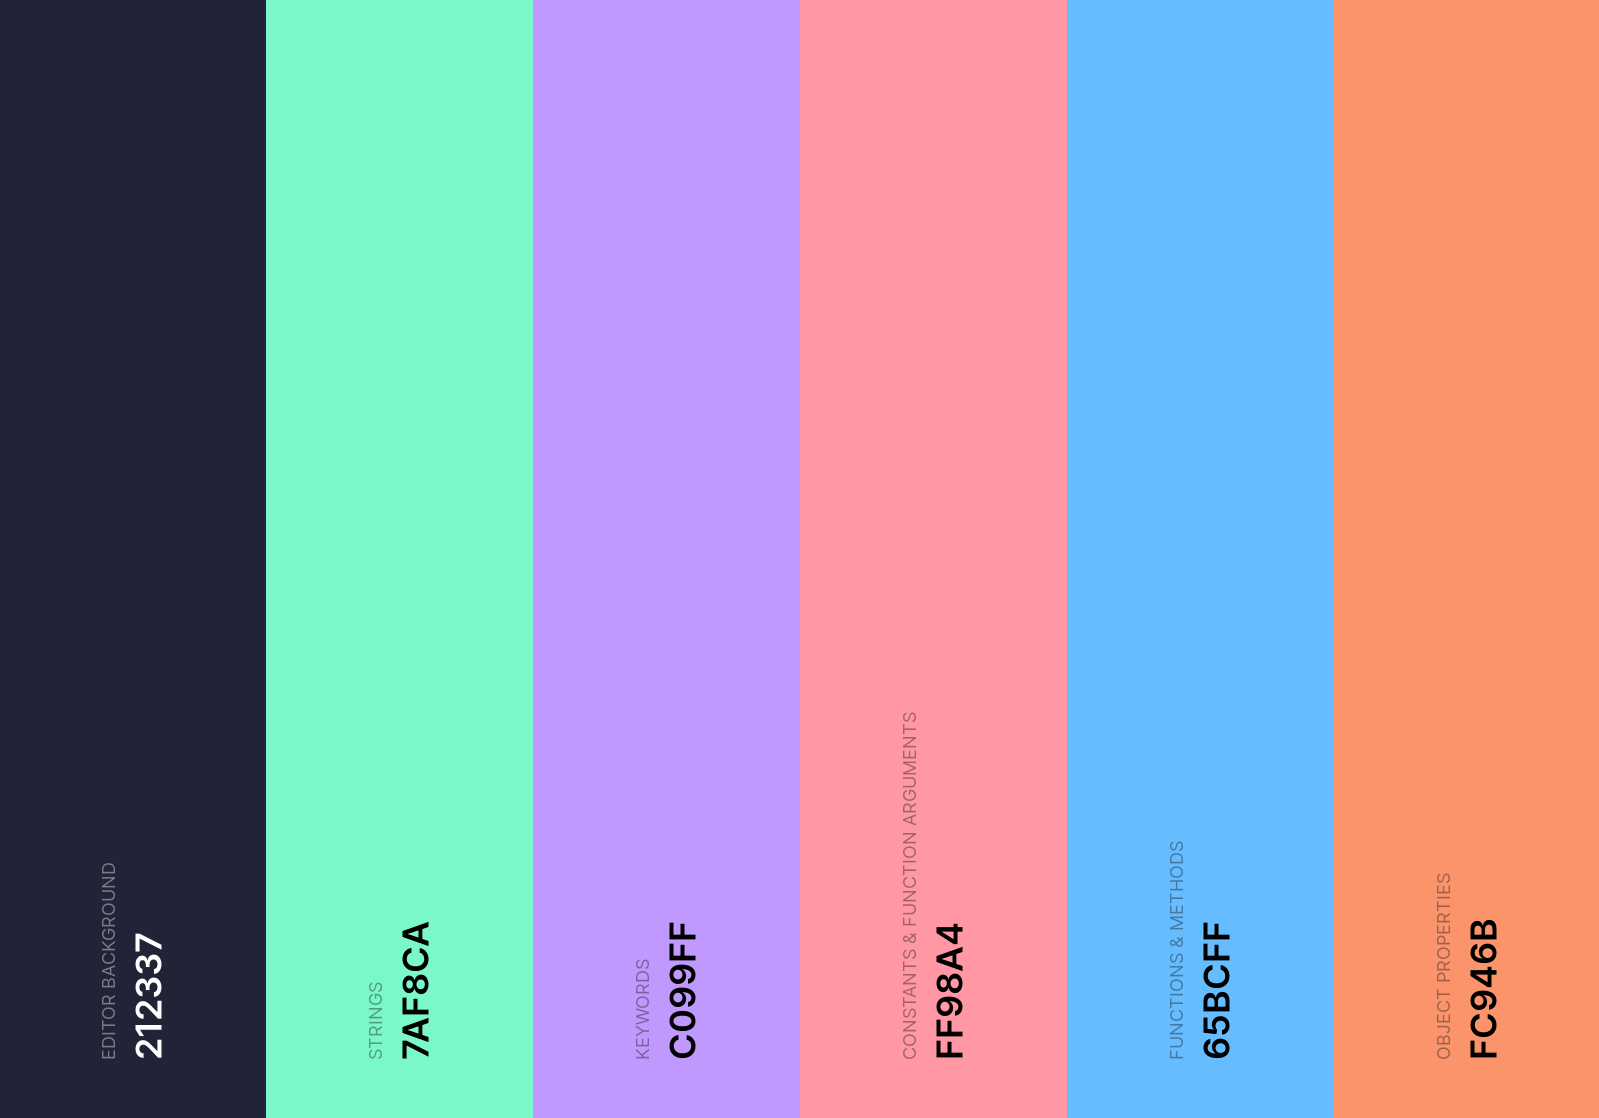 EDITOR BACKGROUND
212337
STRINGS
7AF8CA
KEYWORDS
C099FF
CONSTANTS & FUNCTION ARGUMENTS
FF98A4
FUNCTIONS & METHODS
65BCFF
OBJECT PROPERTIES
FC946B